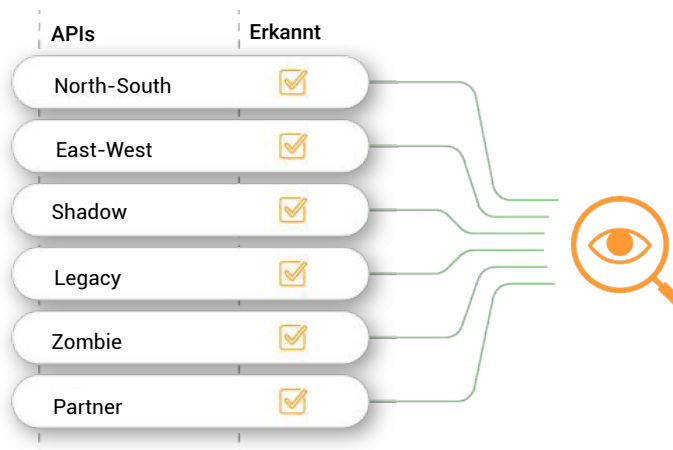 APIs Erkannt
North-South
East-West
Shadow
Legacy
Zombie
Partner